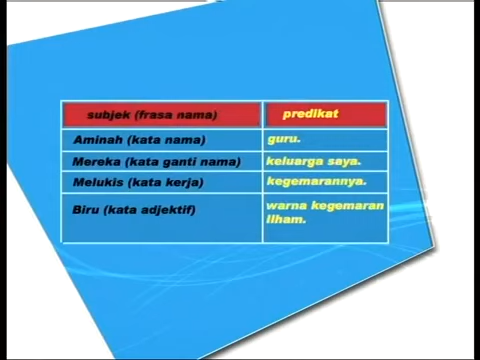 subjek (frasa nama) predikat
Aminah (kata nama) guru.
Mereka (kata ganti nama) keluarga saya.
Melukis (kata kerja) kegemarannya.
Biru (kata adjektif) warna kegemaran
Ilham.